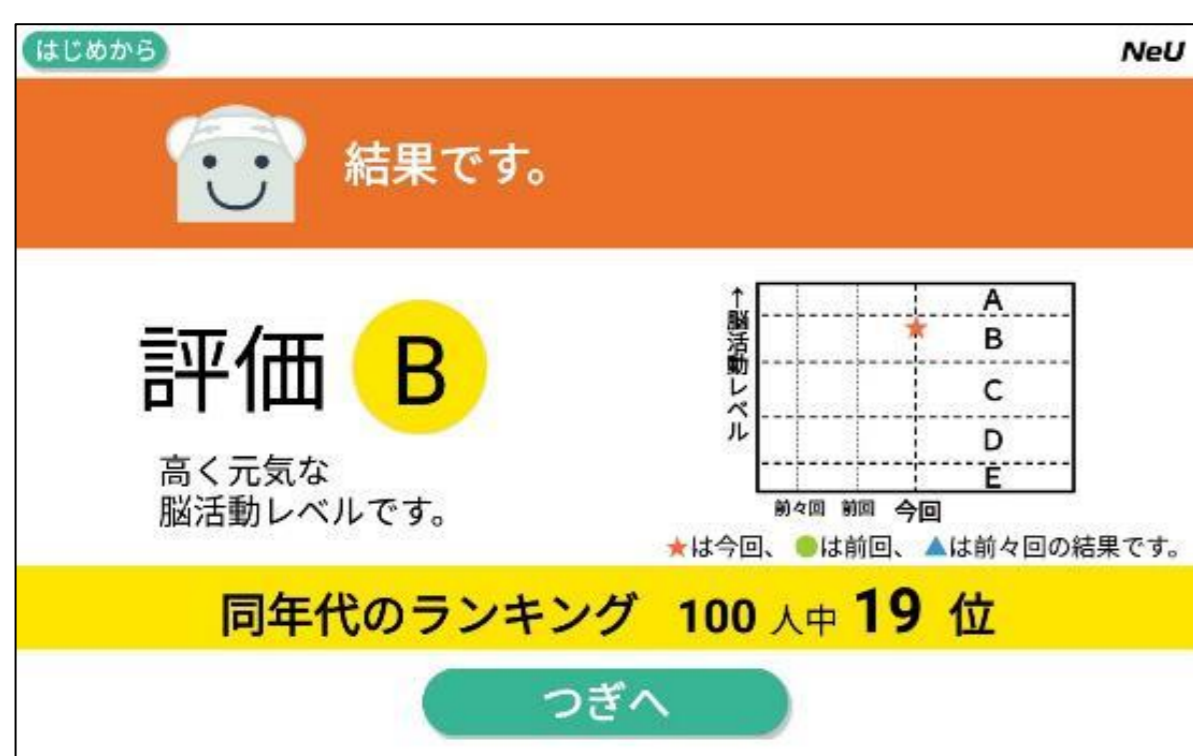 はじめから
NeU
結果です。
評価 B
高く元気な
脳活動レベルです。
↑脳活動レベル
A
B
C
D
E
前々回 前回 今回
★は今回、 ●は前回、 ▲は前々回の結果です。
同年代のランキング 100 人中 19 位
つぎへ